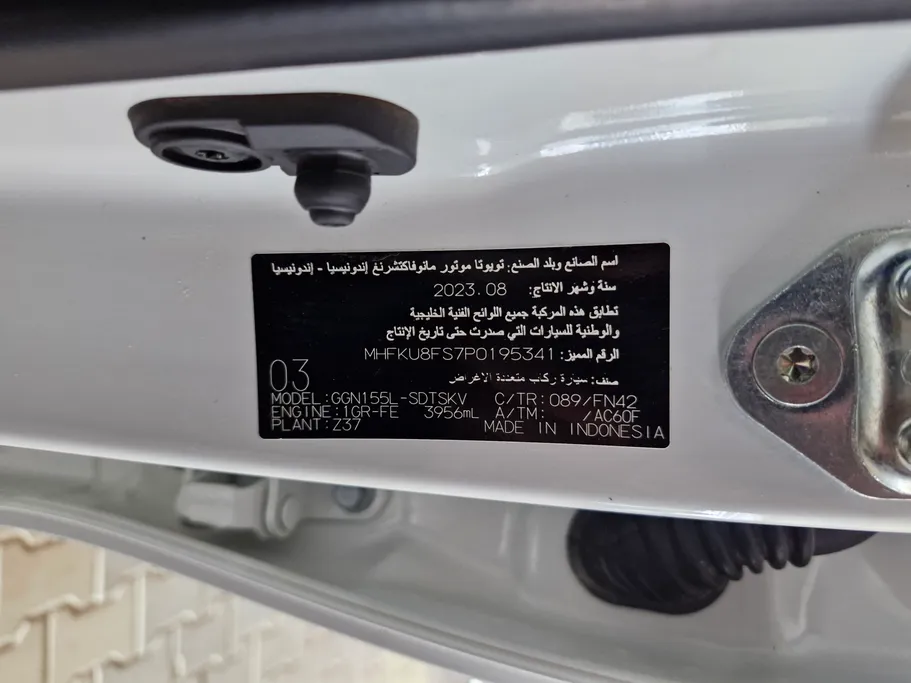 اسم الصانع وبلد الصنع: تويوتا موتور مانوفاكتشرنغ إندونيسيا - إندونيسيا
سنة وشهر الانتاج: 2023.08
تطابق هذه المركبة جميع اللوائح الفنية الخليجية
والوطنية للسيارات التي صدرت حتى تاريخ الإنتاج
الرقم المميز: MHFKU8FS7P0195341
صنف: سيارة ركاب متعددة الاغراض
03
MODEL:GGN155L-SDTSKV C/TR:089/FN42
ENGINE:1GR-FE 3956mL A/TM: /AC60F
PLANT:Z37 MADE IN INDONESIA